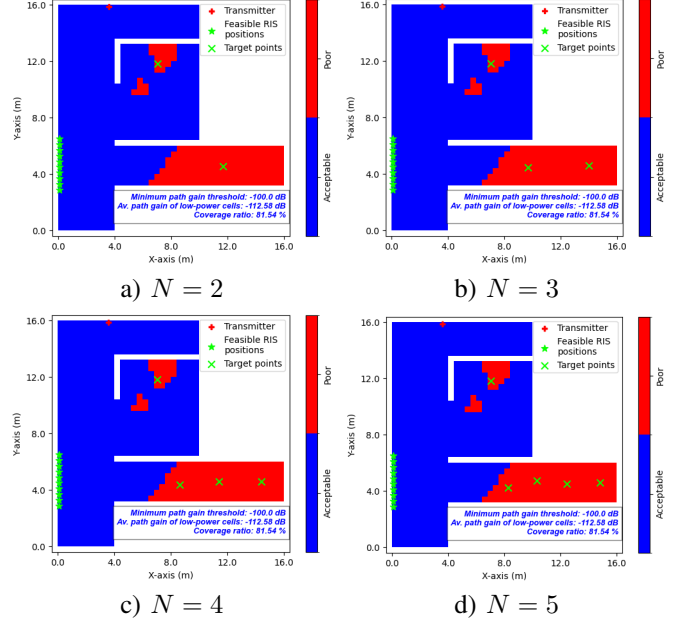 16.0
12.0
8.0
4.0
0.0
Y-axis (m)
Transmitter
Feasible RIS
positions
Target points
Minimum path gain threshold: -100.0 dB
Av. path gain of low-power cells: -112.58 dB
Coverage ratio: 81.54 %
0.0 4.0 8.0 12.0 16.0
X-axis (m)
Poor
Acceptable
a) N = 2
16.0
12.0
8.0
4.0
0.0
Y-axis (m)
Transmitter
Feasible RIS
positions
Target points
Minimum path gain threshold: -100.0 dB
Av. path gain of low-power cells: -112.58 dB
Coverage ratio: 81.54 %
0.0 4.0 8.0 12.0 16.0
X-axis (m)
Poor
Acceptable
b) N = 3
16.0
12.0
8.0
4.0
0.0
Y-axis (m)
Transmitter
Feasible RIS
positions
Target points
Minimum path gain threshold: -100.0 dB
Av. path gain of low-power cells: -112.58 dB
Coverage ratio: 81.54 %
0.0 4.0 8.0 12.0 16.0
X-axis (m)
Poor
Acceptable
c) N = 4
16.0
12.0
8.0
4.0
0.0
Y-axis (m)
Transmitter
Feasible RIS
positions
Target points
Minimum path gain threshold: -100.0 dB
Av. path gain of low-power cells: -112.58 dB
Coverage ratio: 81.54 %
0.0 4.0 8.0 12.0 16.0
X-axis (m)
Poor
Acceptable
d) N = 5